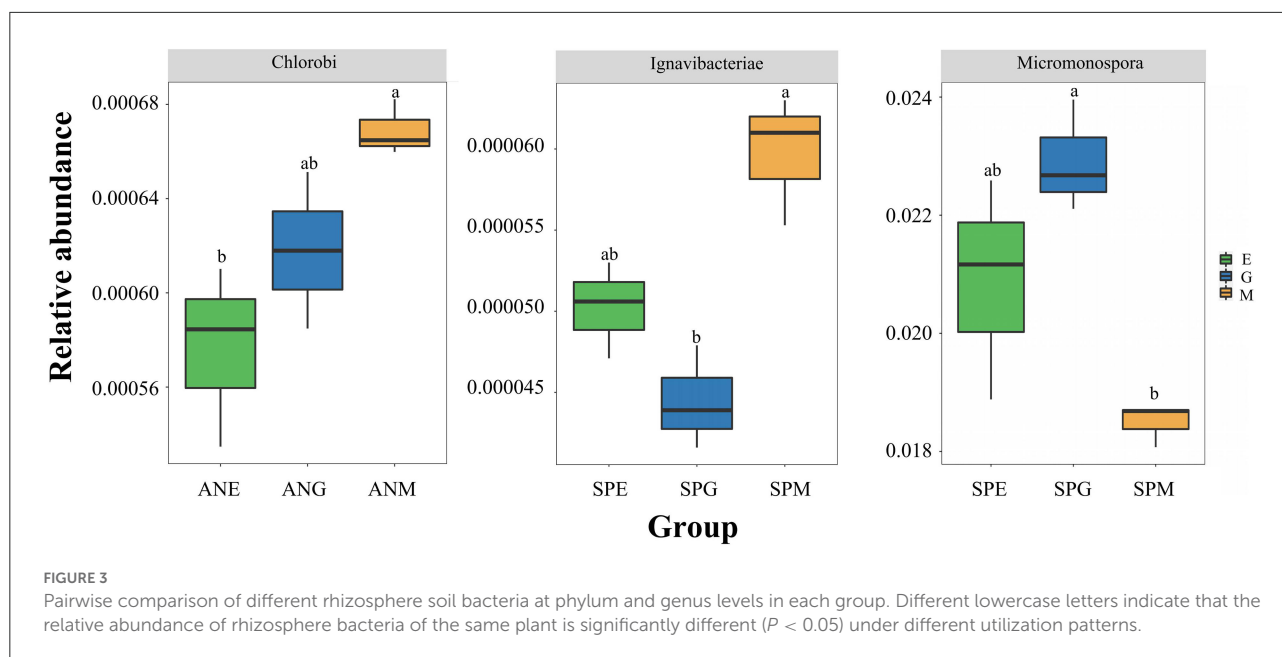 Chlorobi
Ignavibacteriae
Micromonospora
Relative abundance
0.00068
0.00064
0.00060
0.00056
b
ab
a
ANE
ANG
ANM
0.000060
0.000055
0.000050
0.000045
ab
b
a
SPE
SPG
SPM
0.024
0.022
0.020
0.018
ab
a
b
SPE
SPG
SPM
E
G
M
Group
FIGURE 3
Pairwise comparison of different rhizosphere soil bacteria at phylum and genus levels in each group. Different lowercase letters indicate that the
relative abundance of rhizosphere bacteria of the same plant is significantly different (P < 0.05) under different utilization patterns.